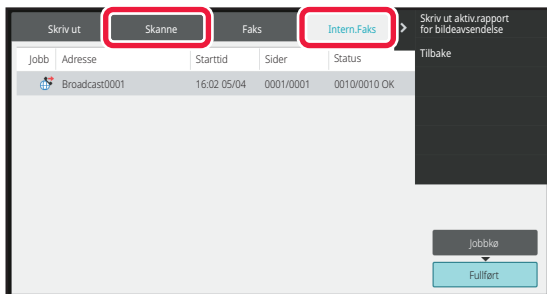 Skriv ut Skanne Faks Intern.Faks
Jobb Adresse Starttid Sider Status
Broadcast0001 16:02 05/04 0001/0001 0010/0010 OK
Skriv ut aktiv.rapport
for bildeavsendelse
Tilbake
Jobbkø
Fullført